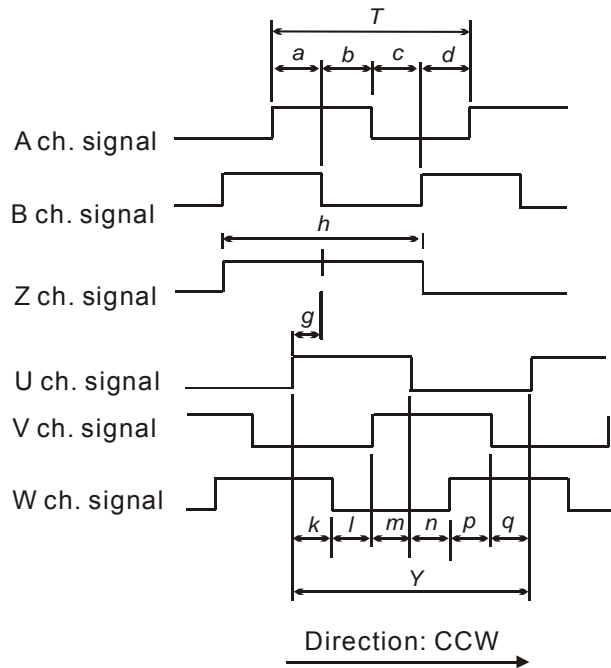 T
a b c d
A ch. signal
B ch. signal
h
Z ch. signal
g
U ch. signal
V ch. signal
W ch. signal
k l m n p q
Y
Direction: CCW